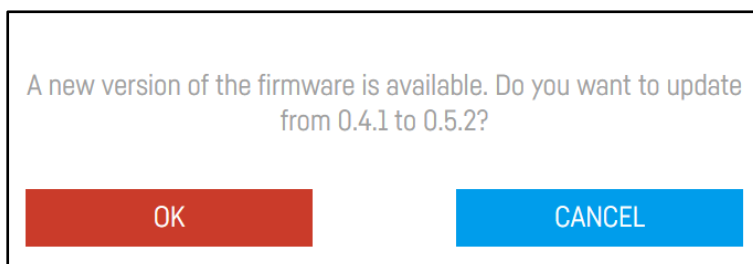 A new version of the firmware is available. Do you want to update
from 0.4.1 to 0.5.2?
OK
CANCEL